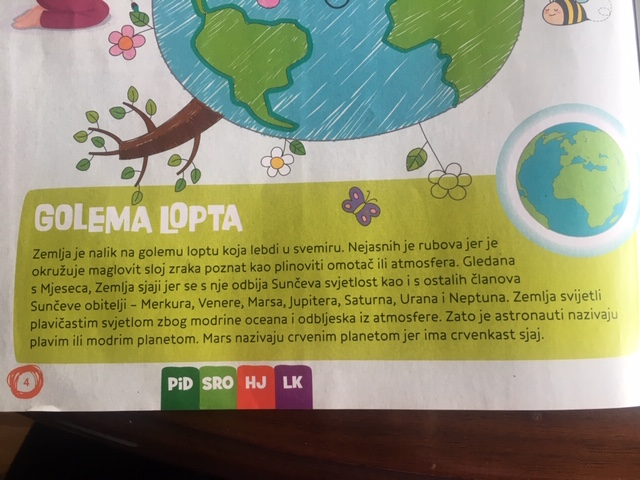 GOLEMA LOPTA
Zemlja je nalik na golemu loptu koja lebdi u svemiru. Nejasnih je rubova jer je
okružuje maglovit sloj zraka poznat kao plinoviti omotač ili atmosfera. Gledana
s Mjeseca, Zemlja sjaji jer se s nje odbija Sunčeva svjetlost kao i s ostalih članova
Sunčeve obitelji – Merkura, Venere, Marsa, Jupitera, Saturna, Urana i Neptuna. Zemlja svijetli
plavičastim svjetlom zbog modrine oceana i odbljeska iz atmosfere. Zato je astronauti nazivaju
plavim ili modrim planetom. Mars nazivaju crvenim planetom jer ima crvenkast sjaj.
4
PiD SRO HJ LK